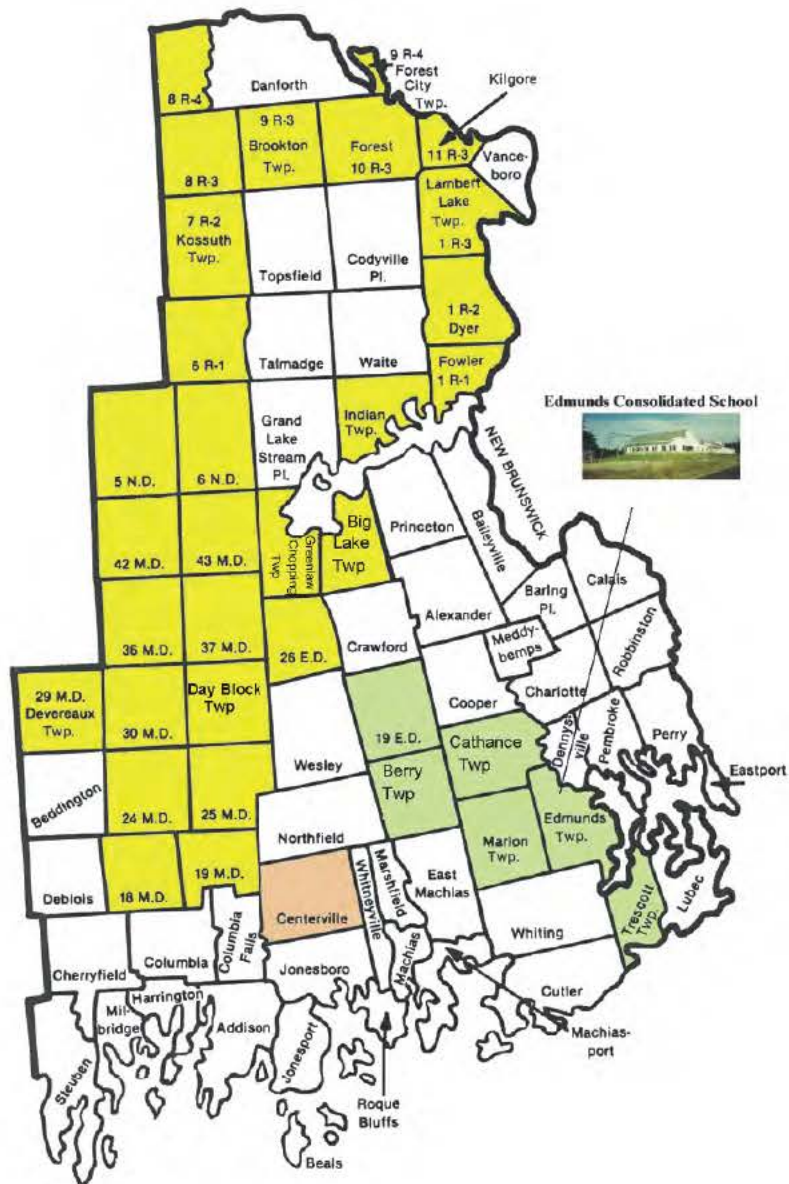 9 R-4
Forest
City
Twp.
Kilgore
Danforth
8 R-4
9 R-3
Brookton
Twp.
Forest
10 R-3
11 R-3
Vance-
boro
8 R-3
Lambert
Lake
Twp.
1 R-3
7 R-2
Kossuth
Twp.
Topsfield
Codyville
Pl.
1 R-2
Dyer
6 R-1
Talmadge
Waite
Fowler
1 R-1
Edmunds Consolidated School
Indian
Twp.
Grand
Lake
Stream
Pl.
5 N.D.
6 N.D.
NEW BRUNSWICK
Princeton
Baileyville
Big
Lake
Twp
Greenlaw
Chopping
Twp
42 M.D.
43 M.D.
Baring
Pl.
Calais
Alexander
Meddy-
bemps
Robbinston
36 M.D.
37 M.D.
26 E.D.
Crawford
Charlotte
Cooper
29 M.D.
Devereaux
Twp.
Day Block
Twp
30 M.D.
19 E.D.
Cathance
Twp
Dennys-
ville
Pembroke
Perry
Eastport
Wesley
Berry
Twp
Beddington
24 M.D.
25 M.D.
Northfield
Marion
Twp.
Edmunds
Twp.
Deblois
18 M.D.
19 M.D.
Centerville
Whitneyville
Marshfield
East
Machias
Trescott
Twp.
Lubec
Whiting
Cherryfield
Columbia
Columbia
Falls
Jonesboro
Machias
Cutler
Machias-
port
Harrington
Mil-
bridge
Addison
Jonesport
Steuben
Roque
Bluffs
Beals